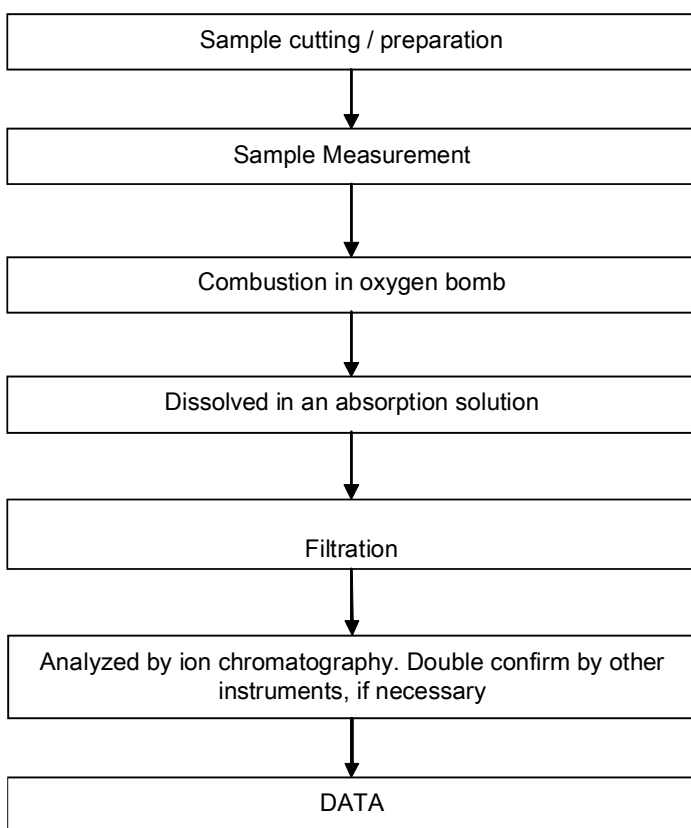 Sample cutting / preparation
Sample Measurement
Combustion in oxygen bomb
Dissolved in an absorption solution
Filtration
Analyzed by ion chromatography. Double confirm by other
instruments, if necessary
DATA